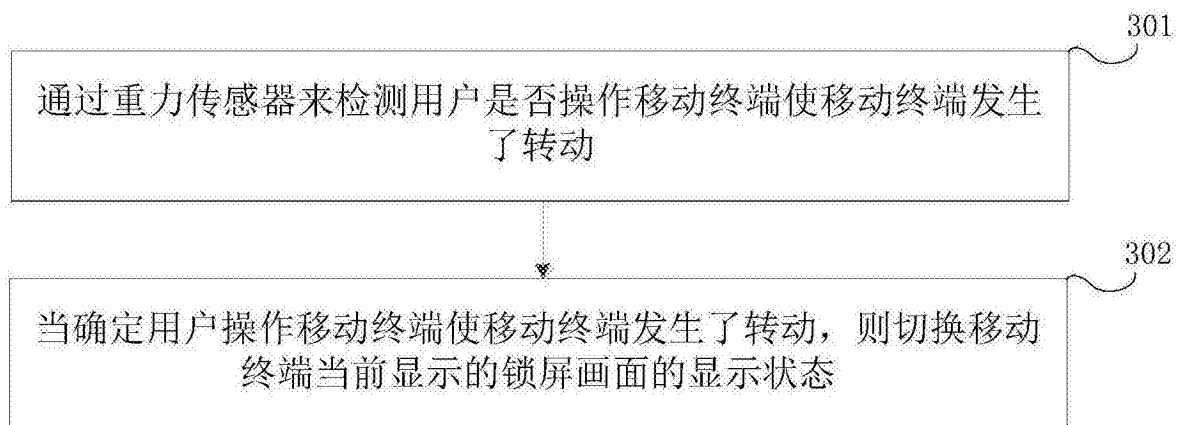 301
通过重力传感器来检测用户是否操作移动终端使移动终端发生
了转动
302
当确定用户操作移动终端使移动终端发生了转动，则切换移动
终端当前显示的锁屏画面的显示状态